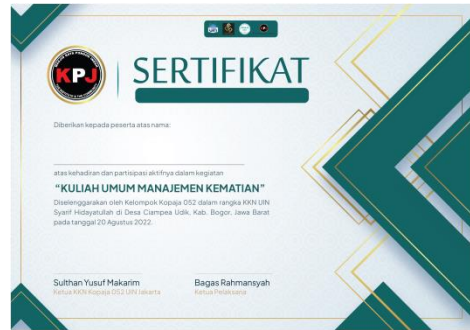 KPJ
SERTIFIKAT
Diberikan kepada peserta atas nama:
atas kehadiran dan partisipasi aktifnya dalam kegiatan
“KULIAH UMUM MANAJEMEN KEMATIAN”
Diselenggarakan oleh Kelompok Kopaja 052 dalam rangka KKN UIN
Syarif Hidayatullah di Desa Ciampea Udik, Kab. Bogor, Jawa Barat
pada tanggal 20 Agustus 2022.
Sulthan Yusuf Makarim
Ketua KKN Kopaja 052 UIN Jakarta
Bagas Rahmansyah
Ketua Pelaksana